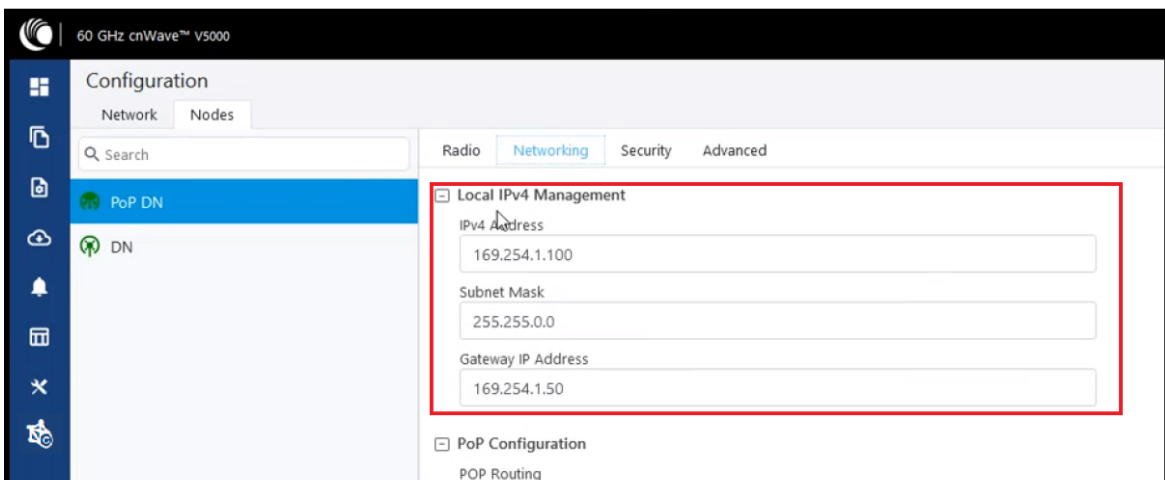 60 GHz cnWave™ V5000
Configuration
Network Nodes
Search
PoP DN
DN
Radio Networking Security Advanced
Local IPv4 Management
IPv4 Address
169.254.1.100
Subnet Mask
255.255.0.0
Gateway IP Address
169.254.1.50
PoP Configuration
POP Routing